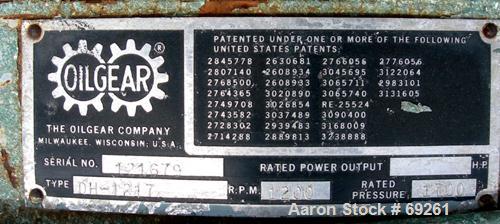 PATENTED UNDER ONE OR MORE OF THE FOLLOWING
UNITED STATES PATENTS:
2845778 2630681 2766056 2776056
2807140 2608934 3045695 3122064
2768500 2608933 3065711 2983101
2764365 3020890 3065740 3131605
2749708 3026854 RE-25524
2743582 3037489 3090400
2728302 2939483 3168009
2714288 2889813 3238888
OILGEAR ®
THE OILGEAR COMPANY
MILWAUKEE, WISCONSIN; U.S.A.
SERIAL NO. 121679 RATED POWER OUTPUT H.P.
TYPE DH-1217 R.P.M. 1200 RATED PRESSURE
Aaron Stock # 69261